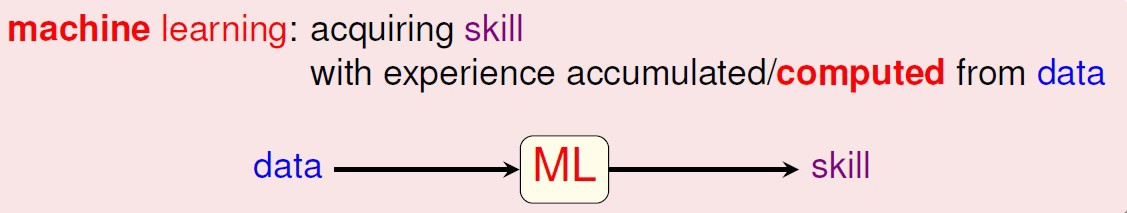 machine learning: acquiring skill
with experience accumulated/computed from data
data ML skill